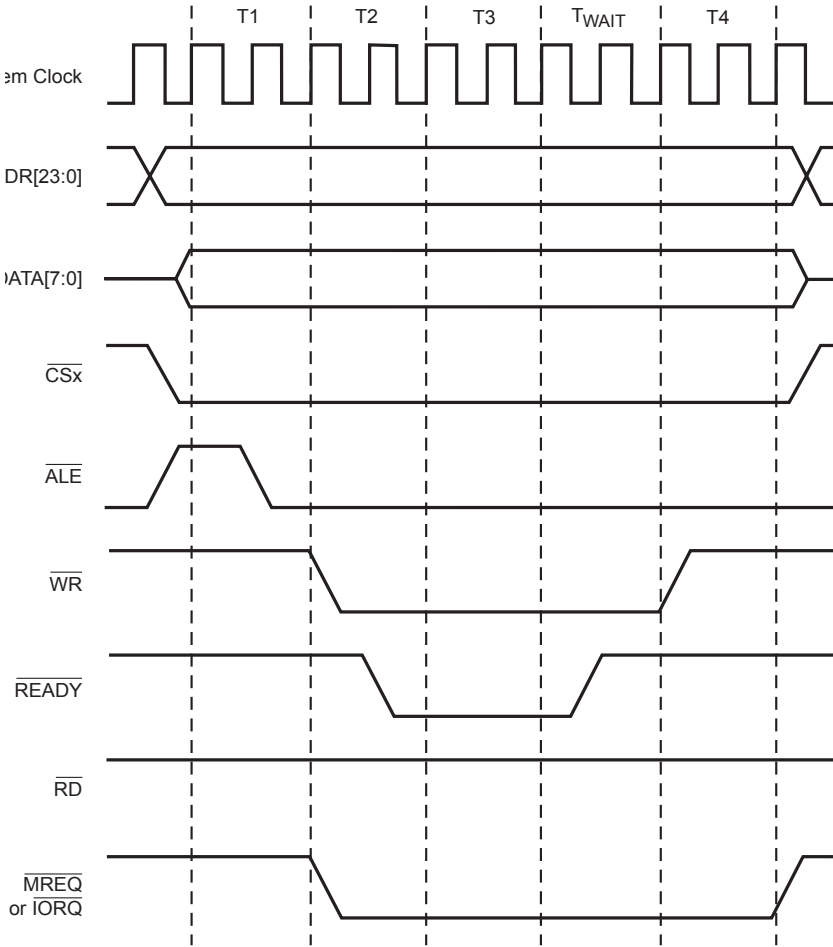 T1 T2 T3 TWAIT T4
em Clock
DR[23:0]
ATA[7:0]
CSx
ALE
WR
READY
RD
MREQ
or IORQ